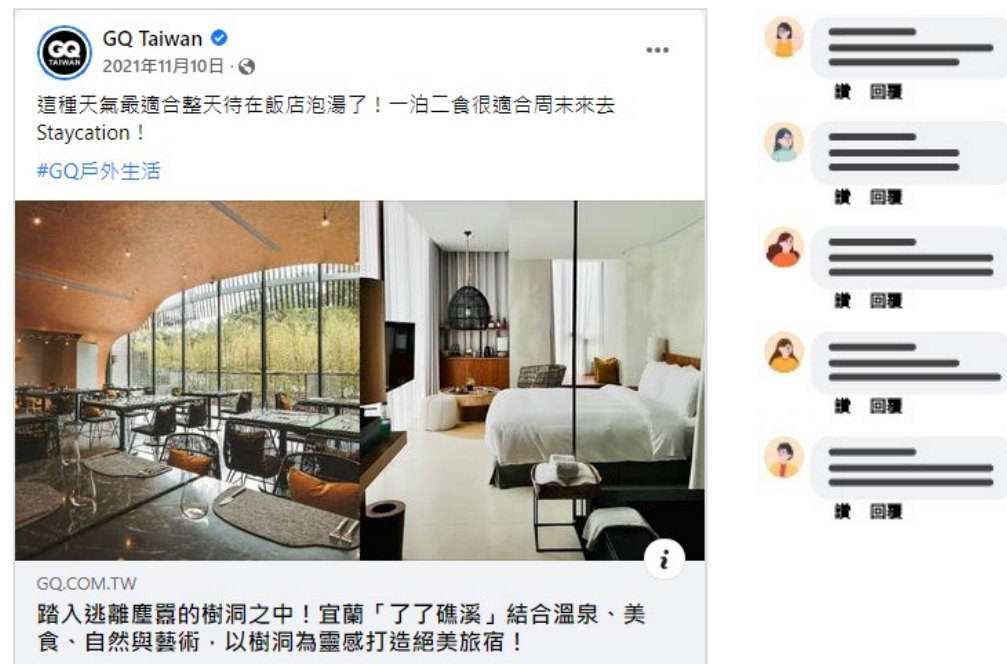 GQ
TAIWAN
GQ Taiwan
2021年11月10日 ·
這種天氣最適合整天待在飯店泡湯了！一泊二食很適合周末來去
Staycation！
#GQ戶外生活
i
GQ.COM.TW
踏入逃離塵囂的樹洞之中！宜蘭「了了礁溪」結合溫泉、美
食、自然與藝術，以樹洞為靈感打造絕美旅宿！
讚 回覆
讚 回覆
讚 回覆
讚 回覆
讚 回覆